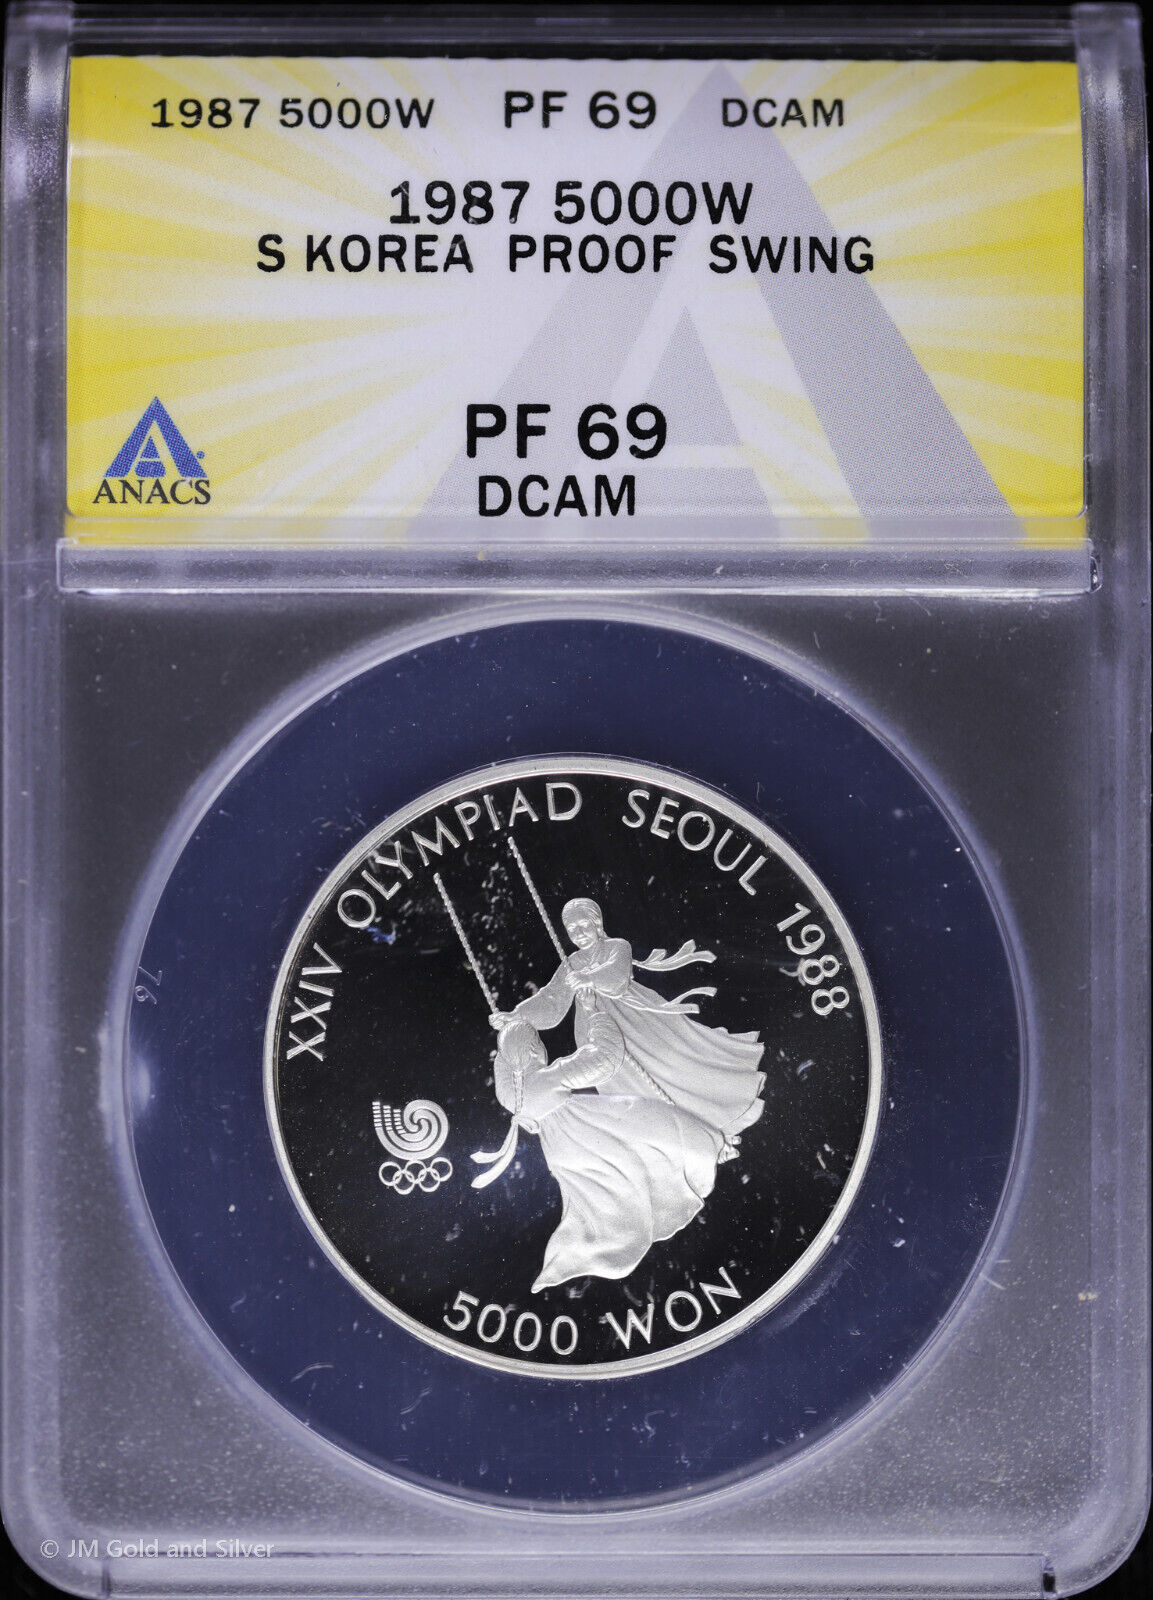 1987 5000W PF 69 DCAM
1987 5000W
S KOREA PROOF SWING
PF 69
DCAM
ANACS
XXIV OLYMPIAD SEOUL 1988
5000 WON
76
© JM Gold and Silver